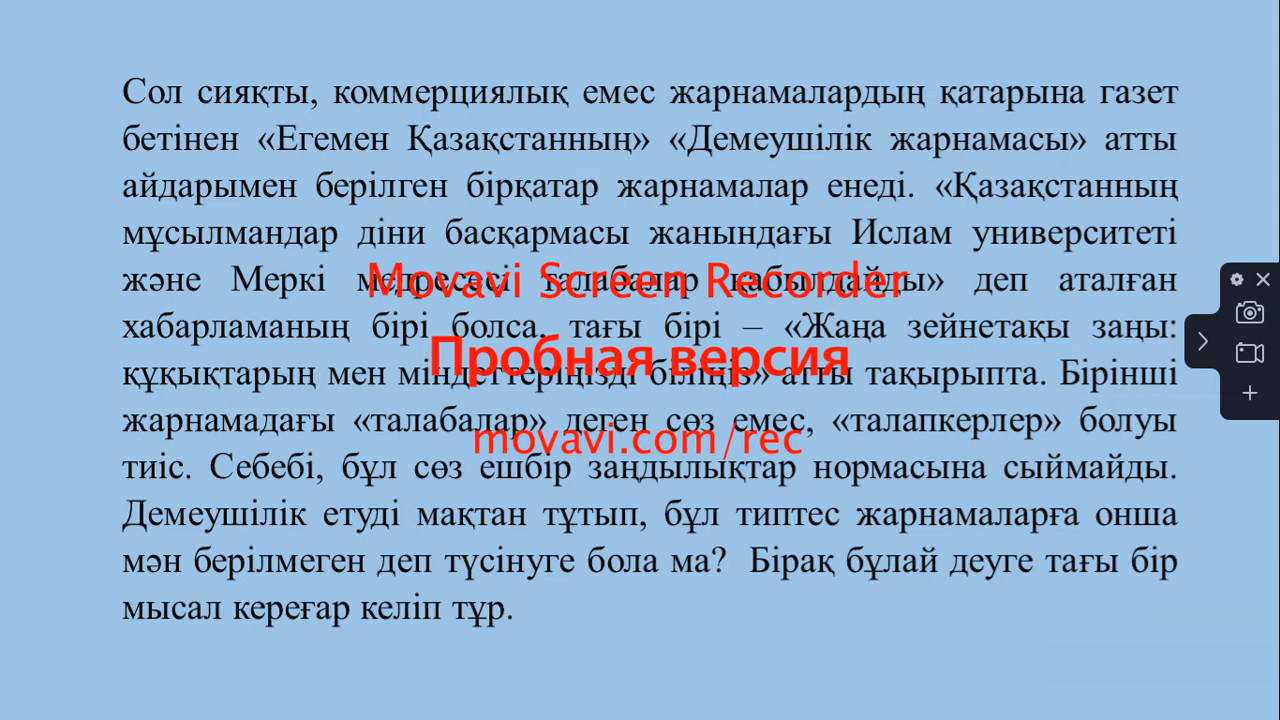 Сол сияқты, коммерциялық емес жарнамалардың қатарына газет
бетінен «Егемен Қазақстанның» «Демеушілік жарнамасы» атты
айдарымен берілген бірқатар жарнамалар енеді. «Қазақстанның
мұсылмандар діни басқармасы жанындағы Ислам университеті
және Меркі медресесі талабалар қабылдайды» деп аталған
Movavi Screen Recorder
хабарламаның бірі болса, тағы бірі – «Жаңа зейнетақы заңы:
Пробная версия
құқықтарың мен міндеттеріңізді біліңіз» атты тақырыпта. Бірінші
жарнамадағы «талабалар» деген сөз емес, «талапкерлер» болуы
movavi.com/rec
тиіс. Себебі, бұл сөз ешбір заңдылықтар нормасына сыймайды.
Демеушілік етуді мақтан тұтып, бұл типтес жарнамаларға онша
мән берілмеген деп түсінуге бола ма? Бірақ бұлай деуге тағы бір
мысал кереғар келіп тұр.